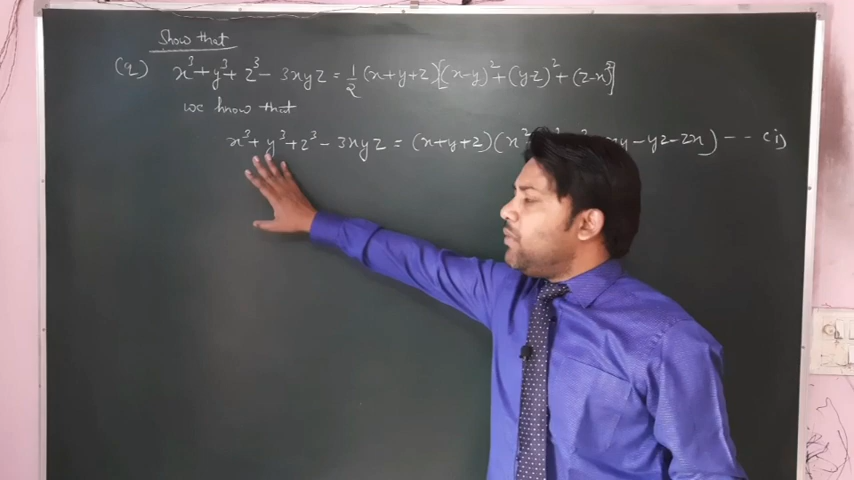 Show that
(Q) x³+y³+z³-3xyz = 1/2 (x+y+z)[(x-y)²+(y-z)²+(z-x)²]
we know that
x³+y³+z³-3xyz = (x+y+z)(x² xy-yz-zx) --- (i)